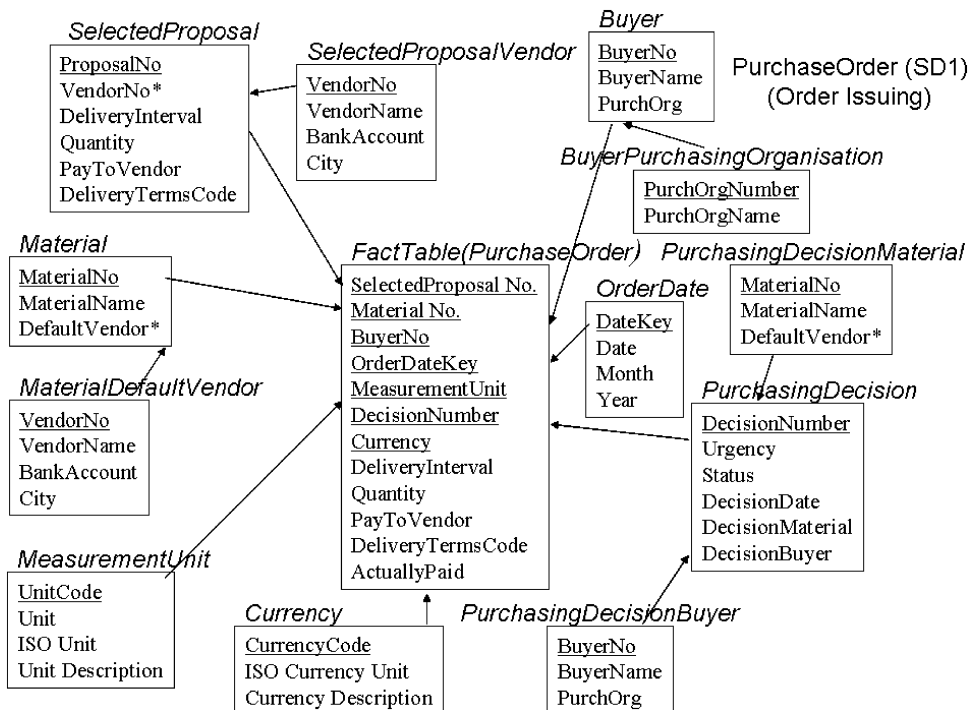 SelectedProposal
ProposalNo
VendorNo*
DeliveryInterval
Quantity
PayToVendor
DeliveryTermsCode
SelectedProposalVendor
VendorNo
VendorName
BankAccount
City
Buyer
BuyerNo
BuyerName
PurchOrg
PurchaseOrder (SD1)
(Order Issuing)
BuyerPurchasingOrganisation
PurchOrgNumber
PurchOrgName
Material
MaterialNo
MaterialName
DefaultVendor*
FactTable(PurchaseOrder)
SelectedProposal No.
Material No.
BuyerNo
OrderDateKey
MeasurementUnit
DecisionNumber
Currency
DeliveryInterval
Quantity
PayToVendor
DeliveryTermsCode
ActuallyPaid
OrderDate
DateKey
Date
Month
Year
PurchasingDecisionMaterial
MaterialNo
MaterialName
DefaultVendor*
MaterialDefaultVendor
VendorNo
VendorName
BankAccount
City
PurchasingDecision
DecisionNumber
Urgency
Status
DecisionDate
DecisionMaterial
DecisionBuyer
MeasurementUnit
UnitCode
Unit
ISO Unit
Unit Description
Currency
CurrencyCode
ISO Currency Unit
Currency Description
PurchasingDecisionBuyer
BuyerNo
BuyerName
PurchOrg